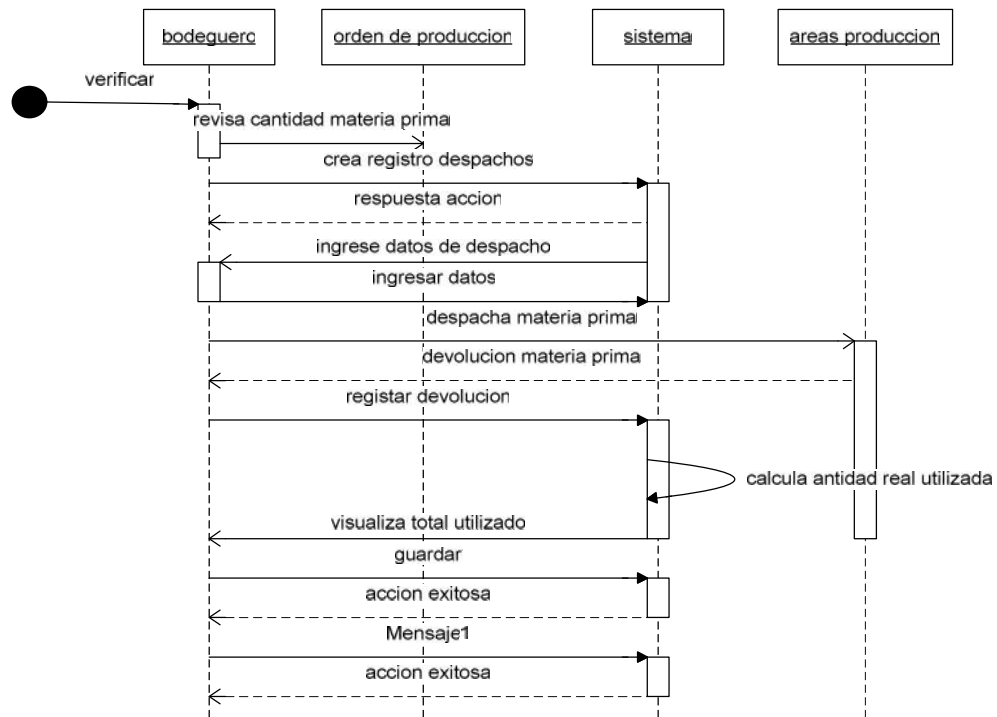 bodeguero
orden de produccion
sistema
areas produccion
verificar
revisa cantidad materia prima
crea registro despachos
respuesta accion
ingrese datos de despacho
ingresar datos
despacha materia prima
devolucion materia prima
registar devolucion
calcula antidad real utilizada
visualiza total utilizado
guardar
accion exitosa
Mensaje1
accion exitosa